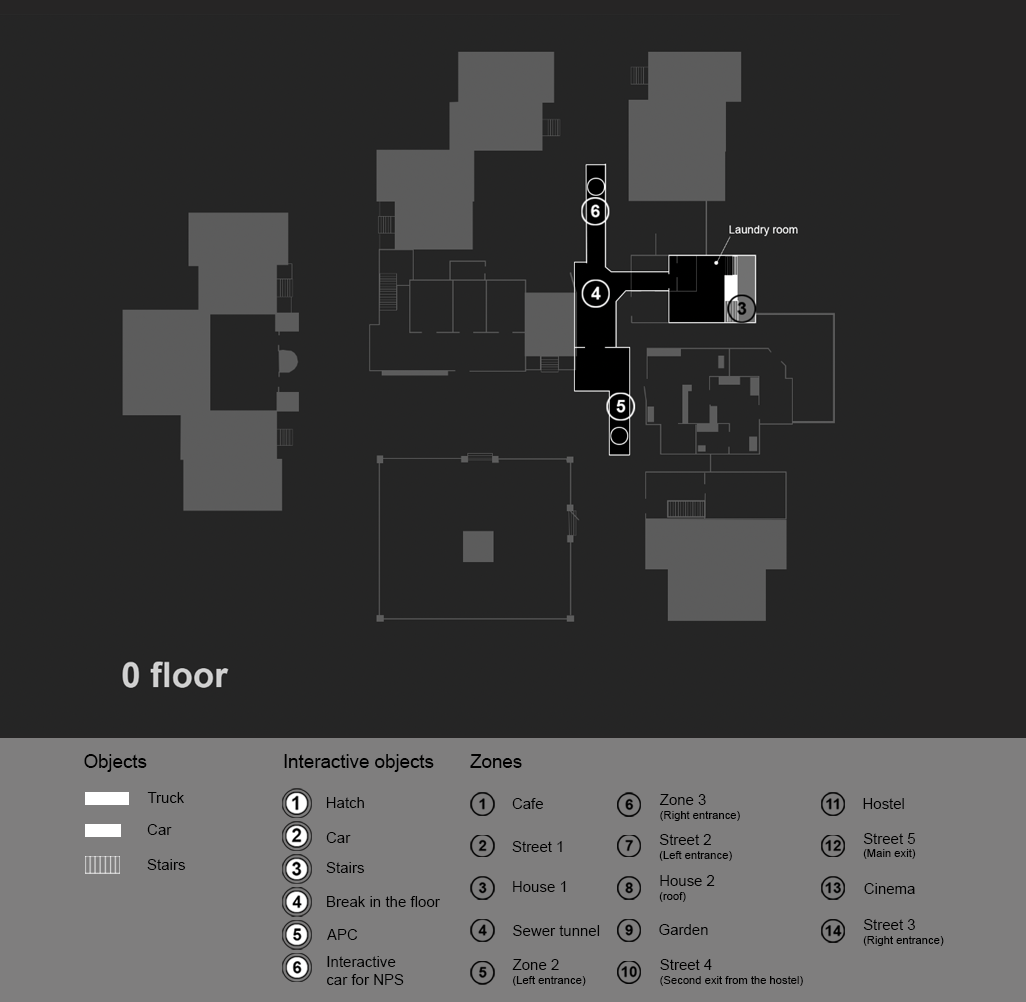 6
Laundry room
4
3
5
0 floor
Objects
Truck
Car
Stairs
Interactive objects
1 Hatch
2 Car
3 Stairs
4 Break in the floor
5 APC
6 Interactive
car for NPS
Zones
1 Cafe
2 Street 1
3 House 1
4 Sewer tunnel
5 Zone 2
(Left entrance)
6 Zone 3
(Right entrance)
7 Street 2
(Left entrance)
8 House 2
(roof)
9 Garden
10 Street 4
(Second exit from the hostel)
11 Hostel
12 Street 5
(Main exit)
13 Cinema
14 Street 3
(Right entrance)